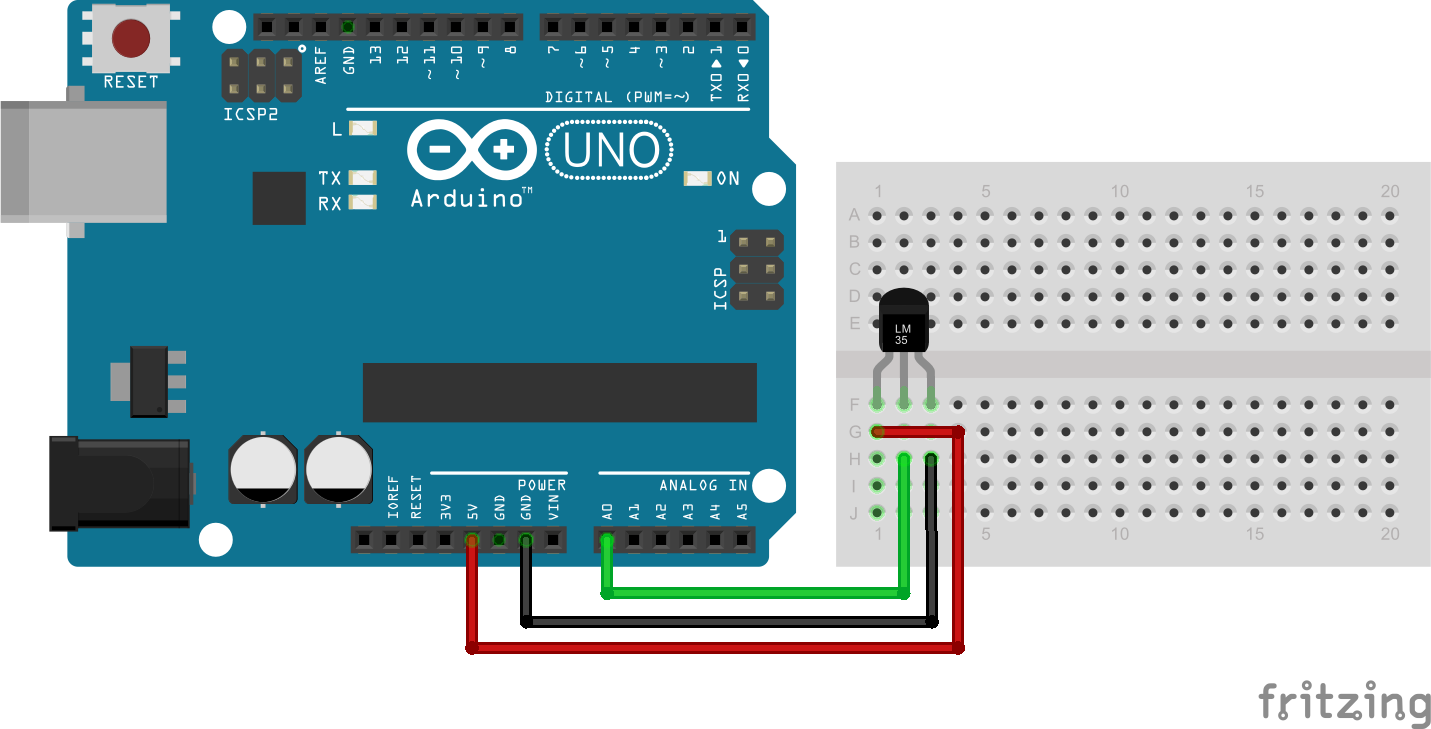 RESET
ICSP2
AREF
GND
13
12
~11
~10
~9
8
7
~6
~5
4
~3
2
TX0▶1
RX0◀0
DIGITAL (PWM=~)
L
TX
RX
Arduino™
UNO
ON
1
ICSP
IOREF
RESET
3V3
5V
GND
GND
VIN
POWER
A0
A1
A2
A3
A4
A5
ANALOG IN
1 5 10 15 20
A
B
C
D
E
LM
35
F
G
H
I
J
1 5 10 15 20
fritzing